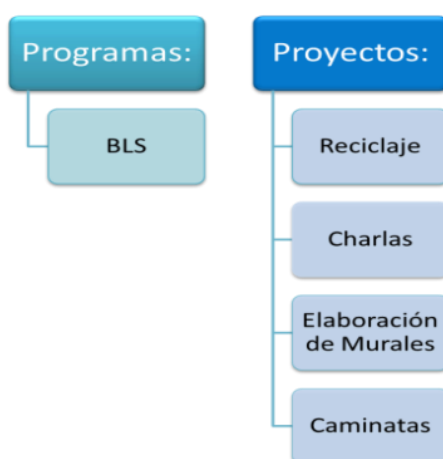 Programas:
BLS
Proyectos:
Reciclaje
Charlas
Elaboración
de Murales
Caminatas